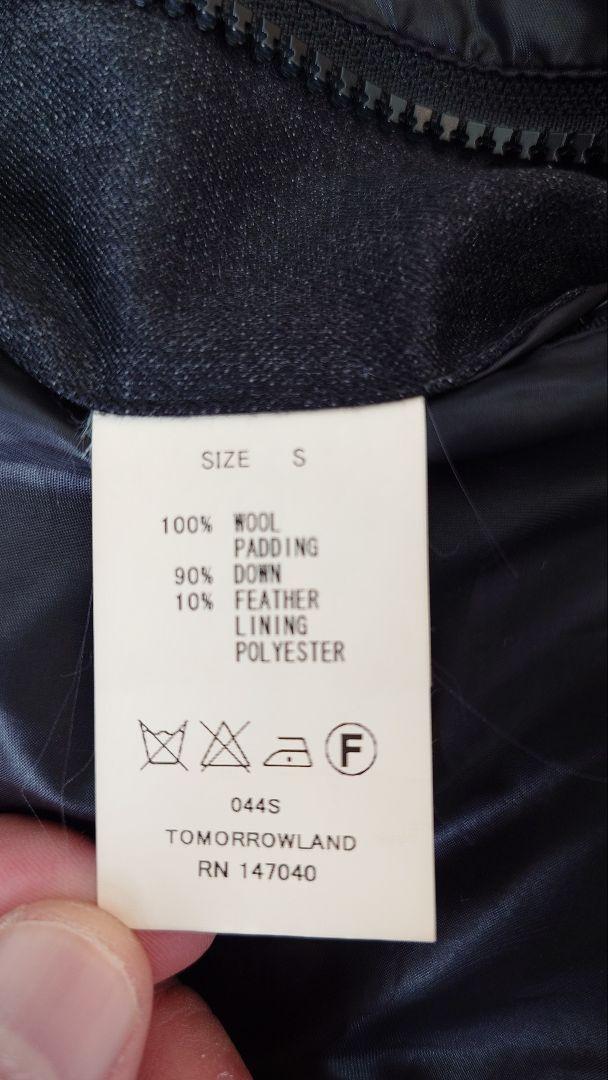 SIZE S
100% WOOL
PADDING
90% DOWN
10% FEATHER
LINING
POLYESTER
F
044S
TOMORROWLAND
RN 147040